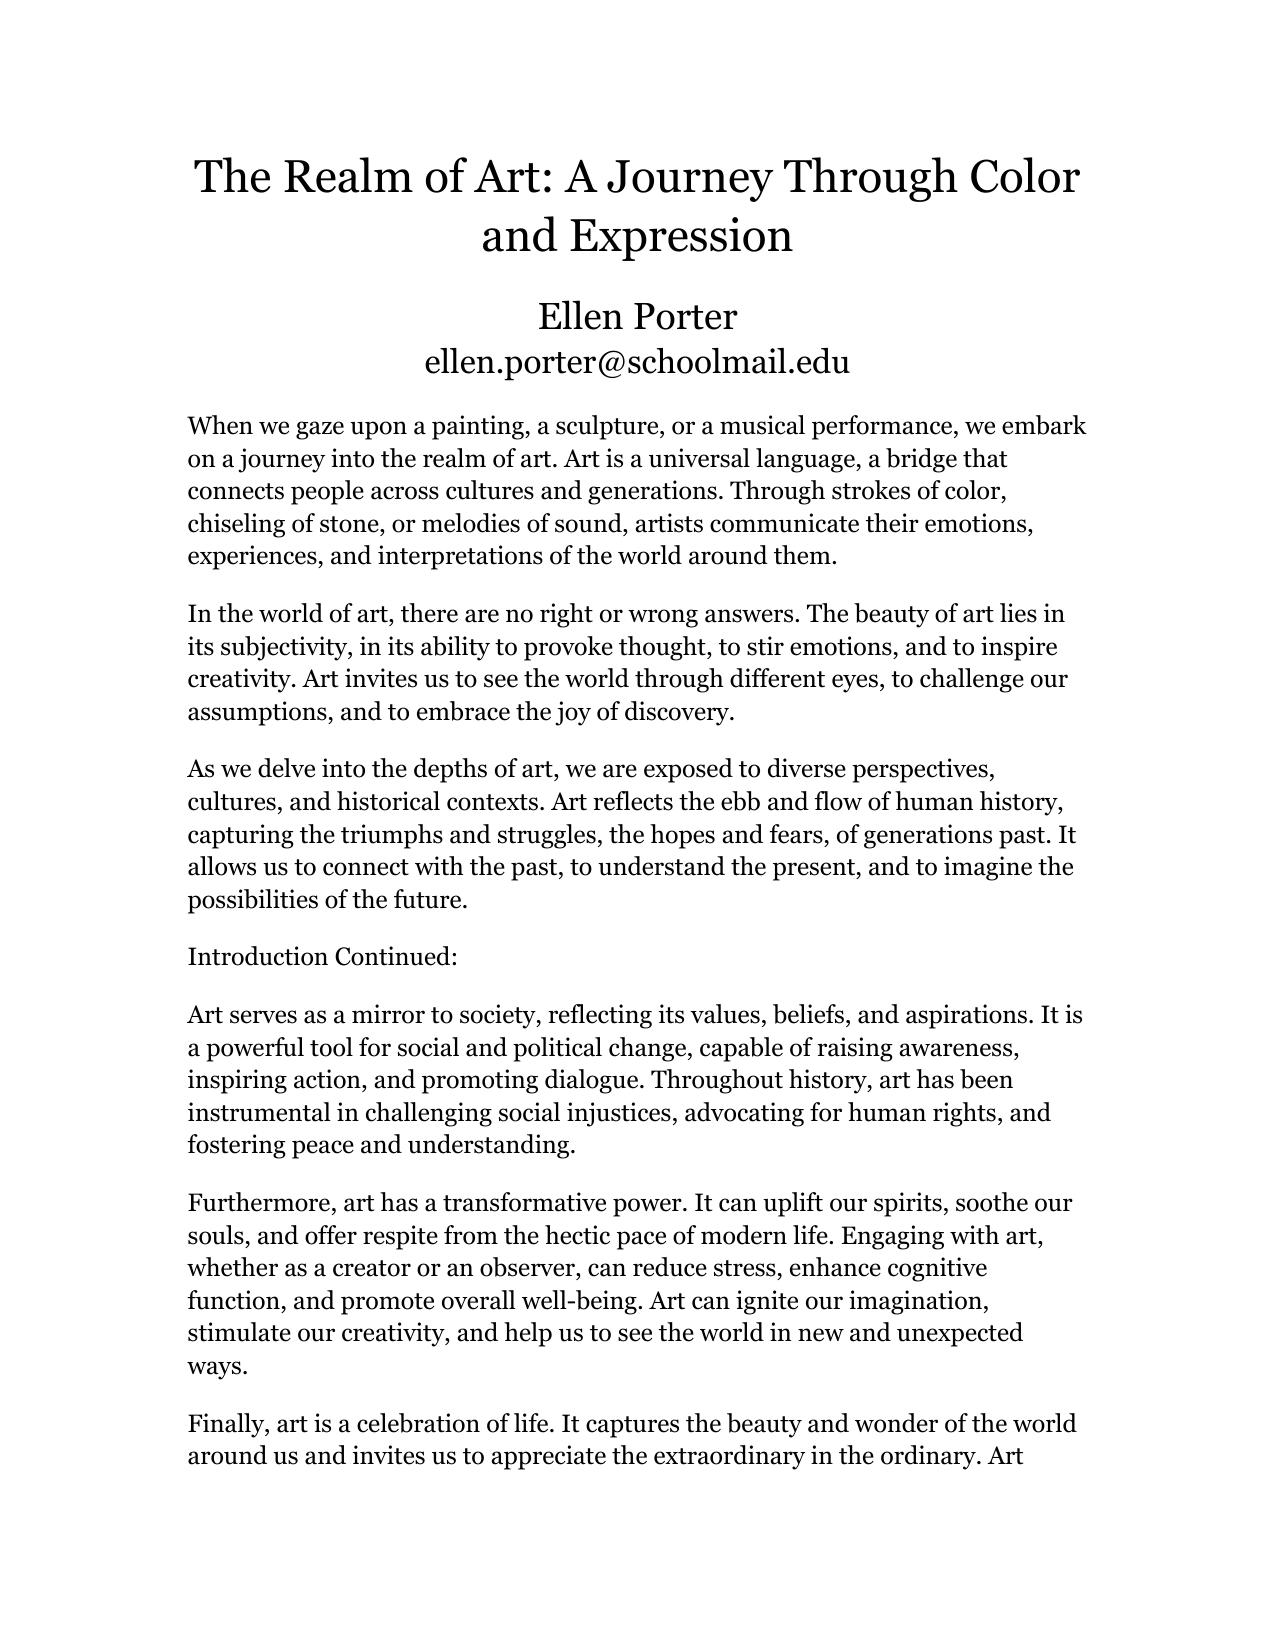 The Realm of Art: A Journey Through Color
and Expression
Ellen Porter
ellen.porter@schoolmail.edu
When we gaze upon a painting, a sculpture, or a musical performance, we embark
on a journey into the realm of art. Art is a universal language, a bridge that
connects people across cultures and generations. Through strokes of color,
chiseling of stone, or melodies of sound, artists communicate their emotions,
experiences, and interpretations of the world around them.
In the world of art, there are no right or wrong answers. The beauty of art lies in
its subjectivity, in its ability to provoke thought, to stir emotions, and to inspire
creativity. Art invites us to see the world through different eyes, to challenge our
assumptions, and to embrace the joy of discovery.
As we delve into the depths of art, we are exposed to diverse perspectives,
cultures, and historical contexts. Art reflects the ebb and flow of human history,
capturing the triumphs and struggles, the hopes and fears, of generations past. It
allows us to connect with the past, to understand the present, and to imagine the
possibilities of the future.
Introduction Continued:
Art serves as a mirror to society, reflecting its values, beliefs, and aspirations. It is
a powerful tool for social and political change, capable of raising awareness,
inspiring action, and promoting dialogue. Throughout history, art has been
instrumental in challenging social injustices, advocating for human rights, and
fostering peace and understanding.
Furthermore, art has a transformative power. It can uplift our spirits, soothe our
souls, and offer respite from the hectic pace of modern life. Engaging with art,
whether as a creator or an observer, can reduce stress, enhance cognitive
function, and promote overall well-being. Art can ignite our imagination,
stimulate our creativity, and help us to see the world in new and unexpected
ways.
Finally, art is a celebration of life. It captures the beauty and wonder of the world
around us and invites us to appreciate the extraordinary in the ordinary. Art